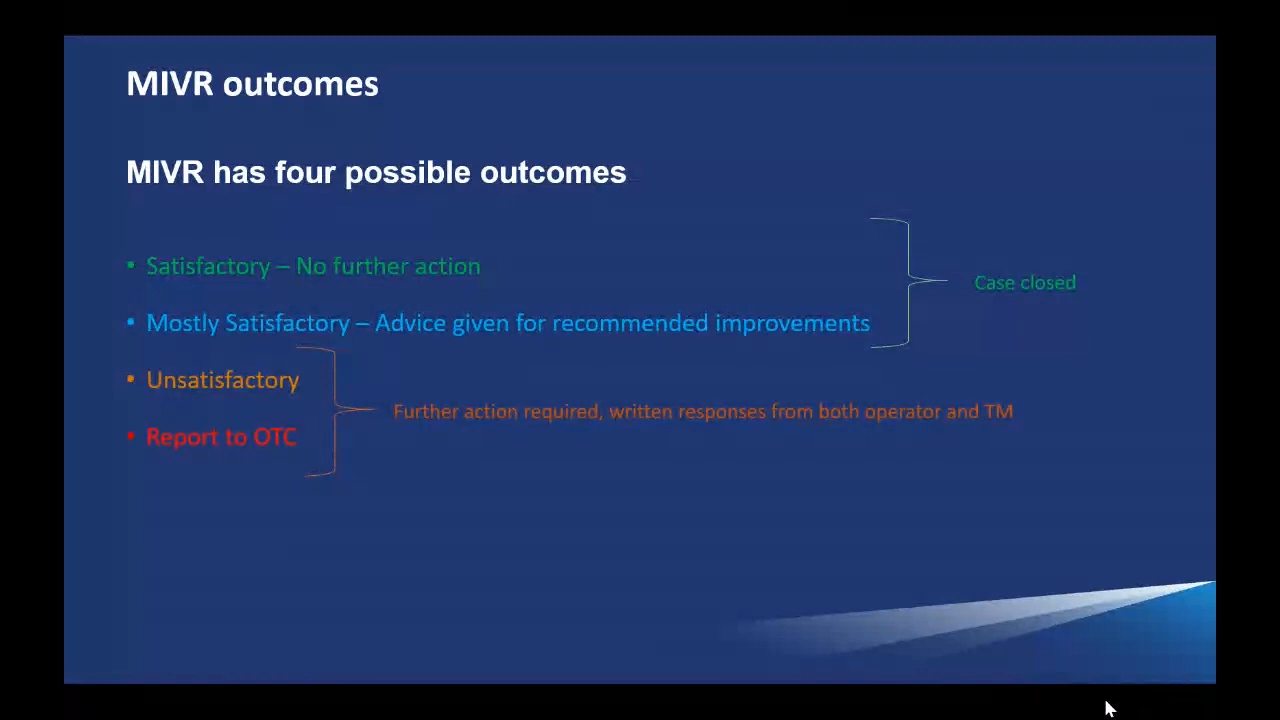 MIVR outcomes
MIVR has four possible outcomes
• Satisfactory – No further action
Case closed
• Mostly Satisfactory – Advice given for recommended improvements
• Unsatisfactory
Further action required, written responses from both operator and TM
• Report to OTC